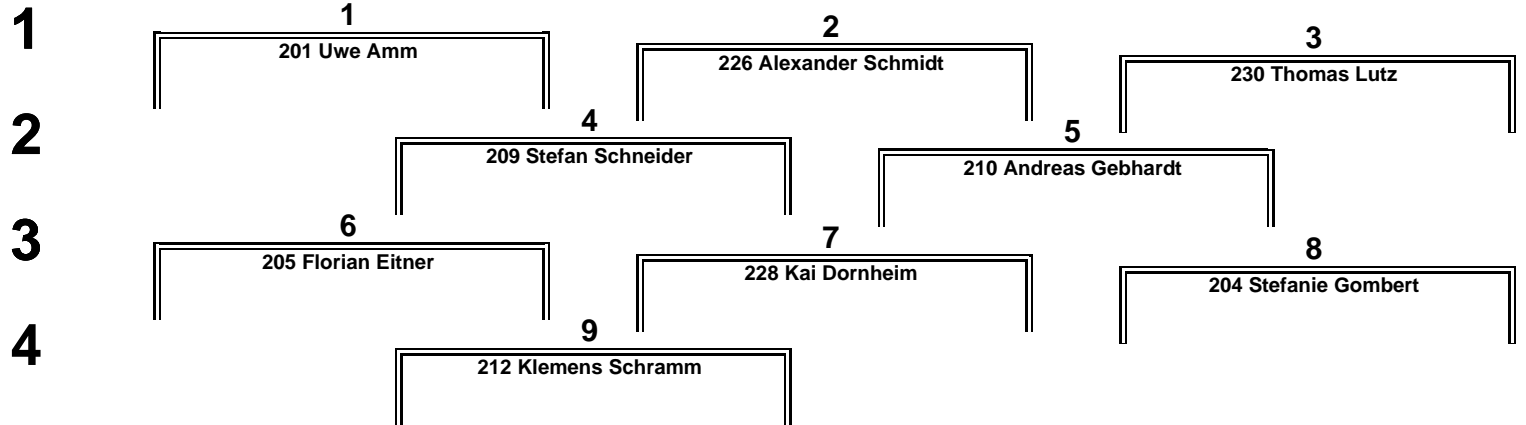 1
1
2
3
201 Uwe Amm
226 Alexander Schmidt
230 Thomas Lutz
2
4
5
209 Stefan Schneider
210 Andreas Gebhardt
3
6
7
8
205 Florian Eitner
228 Kai Dornheim
204 Stefanie Gombert
4
9
212 Klemens Schramm